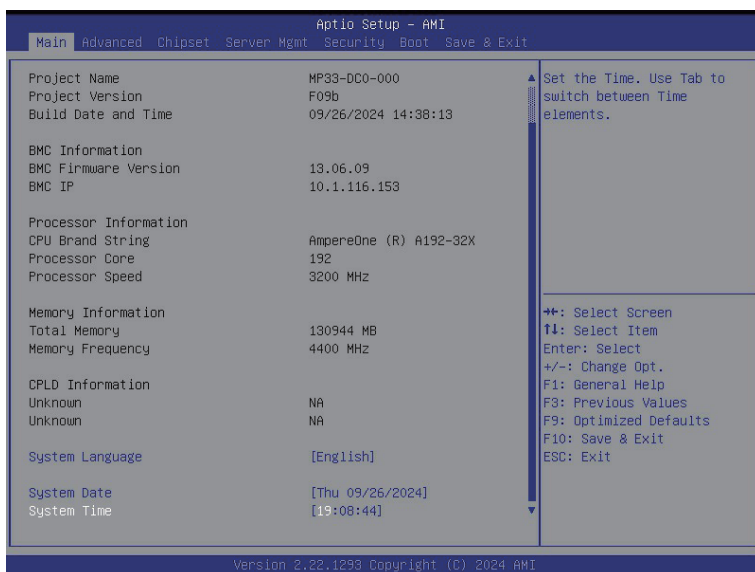 Aptio Setup - AMI
Main Advanced Chipset Server Mgmt Security Boot Save & Exit
Project Name MP33-DC0-000
Project Version F09b
Build Date and Time 09/26/2024 14:38:13
BMC Information
BMC Firmware Version 13.06.09
BMC IP 10.1.116.153
Processor Information
CPU Brand String AmpereOne (R) A192-32X
Processor Core 192
Processor Speed 3200 MHz
Memory Information
Total Memory 130944 MB
Memory Frequency 4400 MHz
CPLD Information
Unknown NA
Unknown NA
System Language [English]
System Date [Thu 09/26/2024]
System Time [19:08:44]
Set the Time. Use Tab to
switch between Time
elements.
→←: Select Screen
↑↓: Select Item
Enter: Select
+/-: Change Opt.
F1: General Help
F3: Previous Values
F9: Optimized Defaults
F10: Save & Exit
ESC: Exit
Version 2.22.1293 Copyright (C) 2024 AMI